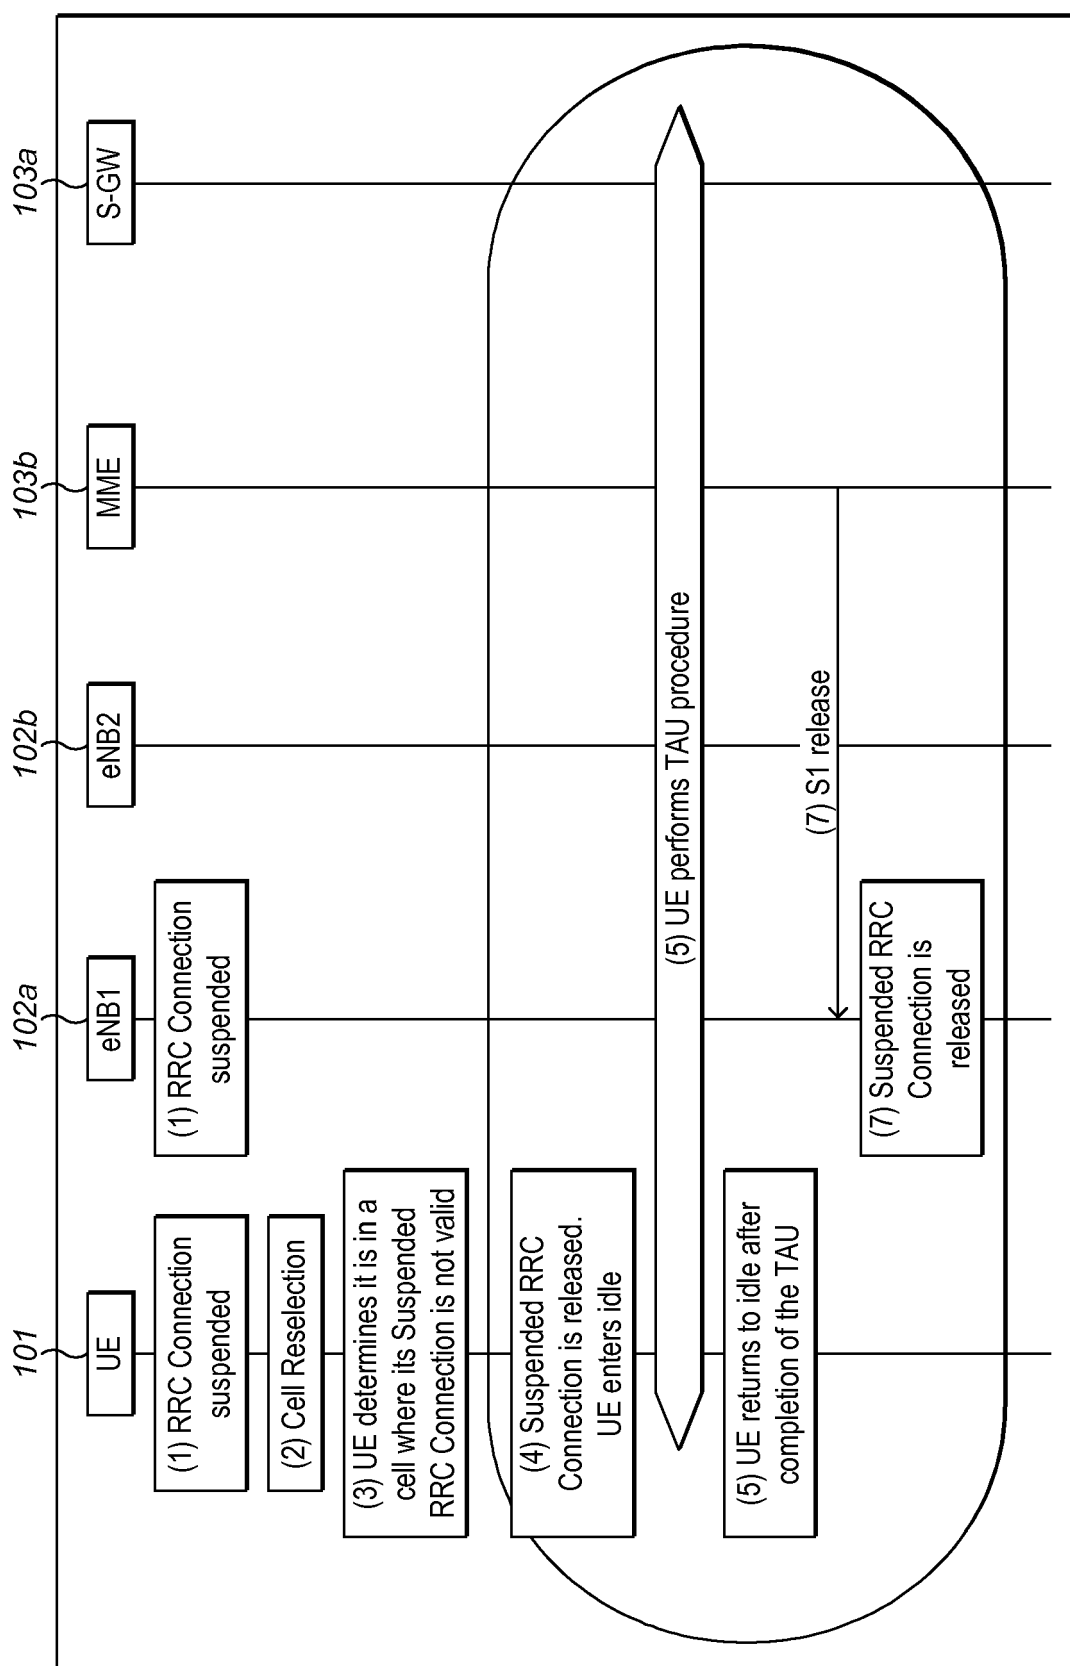 101
102a
102b
103b
103a
UE
eNB1
eNB2
MME
S-GW
(1) RRC Connection
suspended
(1) RRC Connection
suspended
(2) Cell Reselection
(3) UE determines it is in a
cell where its Suspended
RRC Connection is not valid
(4) Suspended RRC
Connection is released.
UE enters idle
(5) UE performs TAU procedure
(5) UE returns to idle after
completion of the TAU
(7) S1 release
(7) Suspended RRC
Connection is
released